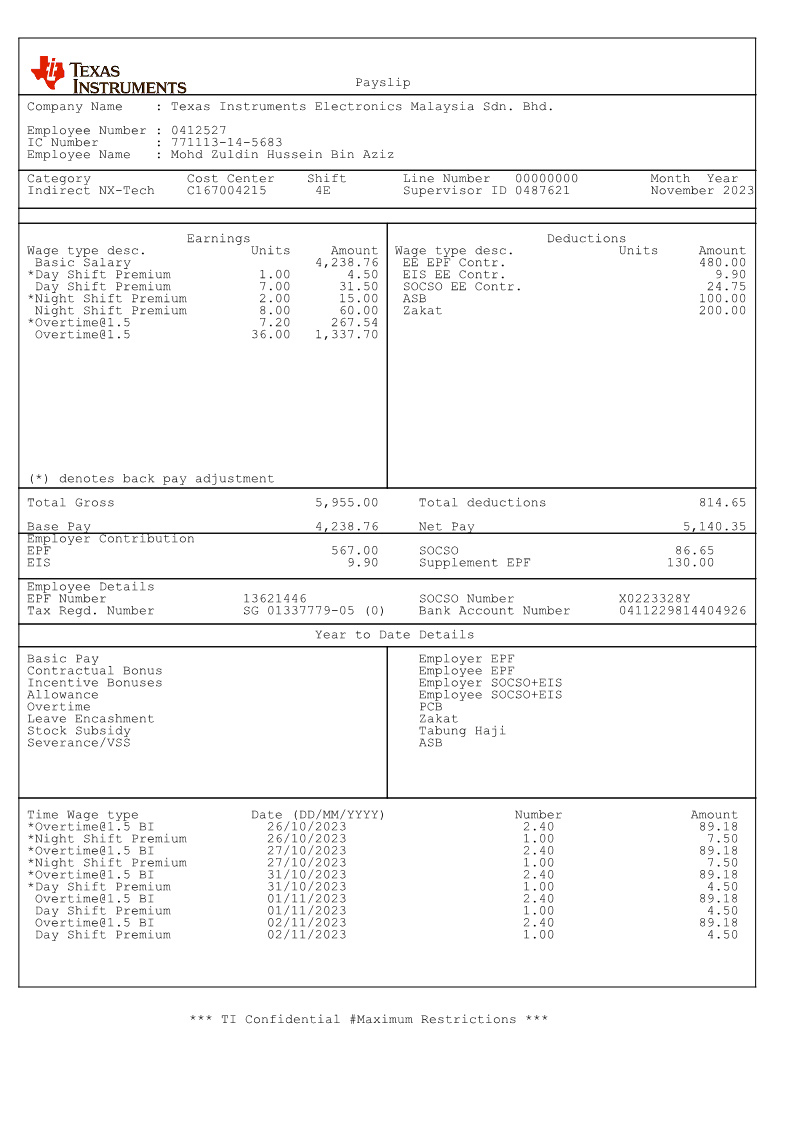 TEXAS
INSTRUMENTS
Payslip
Company Name : Texas Instruments Electronics Malaysia Sdn. Bhd.
Employee Number : 0412527
IC Number : 771113-14-5683
Employee Name : Mohd Zuldin Hussein Bin Aziz
Category Cost Center Shift Line Number 00000000 Month Year
Indirect NX-Tech C167004215 4E Supervisor ID 0487621 November 2023
Earnings Deductions
Wage type desc. Units Amount Wage type desc. Units Amount
Basic Salary 4,238.76 EE EPF Contr. 480.00
*Day Shift Premium 1.00 4.50 EIS EE Contr. 9.90
Day Shift Premium 7.00 31.50 SOCSO EE Contr. 24.75
*Night Shift Premium 2.00 15.00 ASB 100.00
Night Shift Premium 8.00 60.00 Zakat 200.00
*Overtime@1.5 7.20 267.54
Overtime@1.5 36.00 1,337.70
(*) denotes back pay adjustment
Total Gross 5,955.00 Total deductions 814.65
Base Pay 4,238.76 Net Pay 5,140.35
Employer Contribution
EPF 567.00 SOCSO 86.65
EIS 9.90 Supplement EPF 130.00
Employee Details
EPF Number 13621446 SOCSO Number X0223328Y
Tax Regd. Number SG 01337779-05 (0) Bank Account Number 0411229814404926
Year to Date Details
Basic Pay Employer EPF
Contractual Bonus Employee EPF
Incentive Bonuses Employer SOCSO+EIS
Allowance Employee SOCSO+EIS
Overtime PCB
Leave Encashment Zakat
Stock Subsidy Tabung Haji
Severance/VSS ASB
Time Wage type Date (DD/MM/YYYY) Number Amount
*Overtime@1.5 BI 26/10/2023 2.40 89.18
*Night Shift Premium 26/10/2023 1.00 7.50
*Overtime@1.5 BI 27/10/2023 2.40 89.18
*Night Shift Premium 27/10/2023 1.00 7.50
*Overtime@1.5 BI 31/10/2023 2.40 89.18
*Day Shift Premium 31/10/2023 1.00 4.50
Overtime@1.5 BI 01/11/2023 2.40 89.18
Day Shift Premium 01/11/2023 1.00 4.50
Overtime@1.5 BI 02/11/2023 2.40 89.18
Day Shift Premium 02/11/2023 1.00 4.50
*** TI Confidential #Maximum Restrictions ***